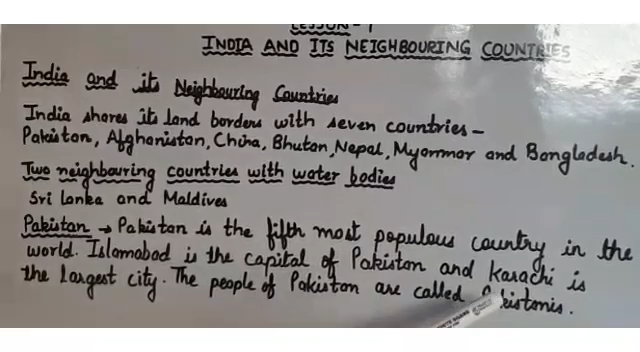 LESSON - 1
INDIA AND ITS NEIGHBOURING COUNTRIES
India and its Neighbouring Countries
India shares its land borders with seven countries -
Pakistan, Afghanistan, China, Bhutan, Nepal, Myanmar and Bangladesh.
Two neighbouring countries with water bodies
Sri Lanka and Maldives
Pakistan → Pakistan is the fifth most populous country in the
world. Islamabad is the capital of Pakistan and Karachi is
the largest city. The people of Pakistan are called Pakistanis.